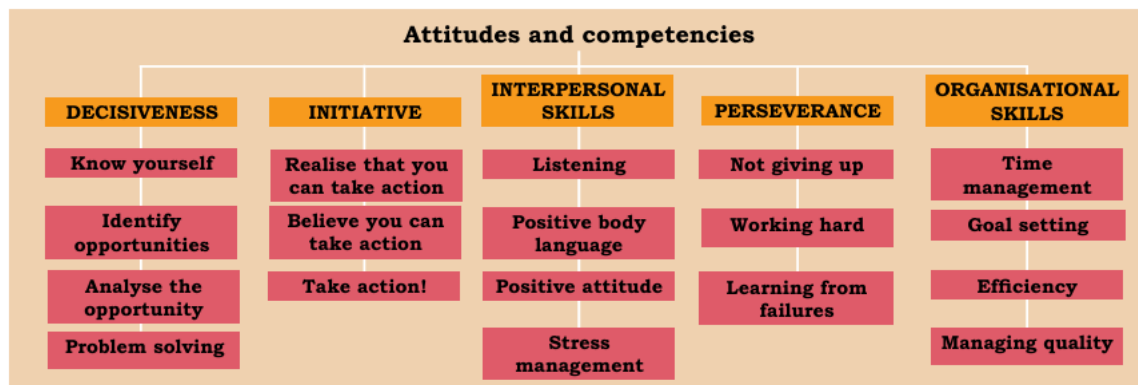 Attitudes and competencies
DECISIVENESS
Know yourself
Identify
opportunities
Analyse the
opportunity
Problem solving
INITIATIVE
Realise that you
can take action
Believe you can
take action
Take action!
INTERPERSONAL
SKILLS
Listening
Positive body
language
Positive attitude
Stress
management
PERSEVERANCE
Not giving up
Working hard
Learning from
failures
ORGANISATIONAL
SKILLS
Time
management
Goal setting
Efficiency
Managing quality